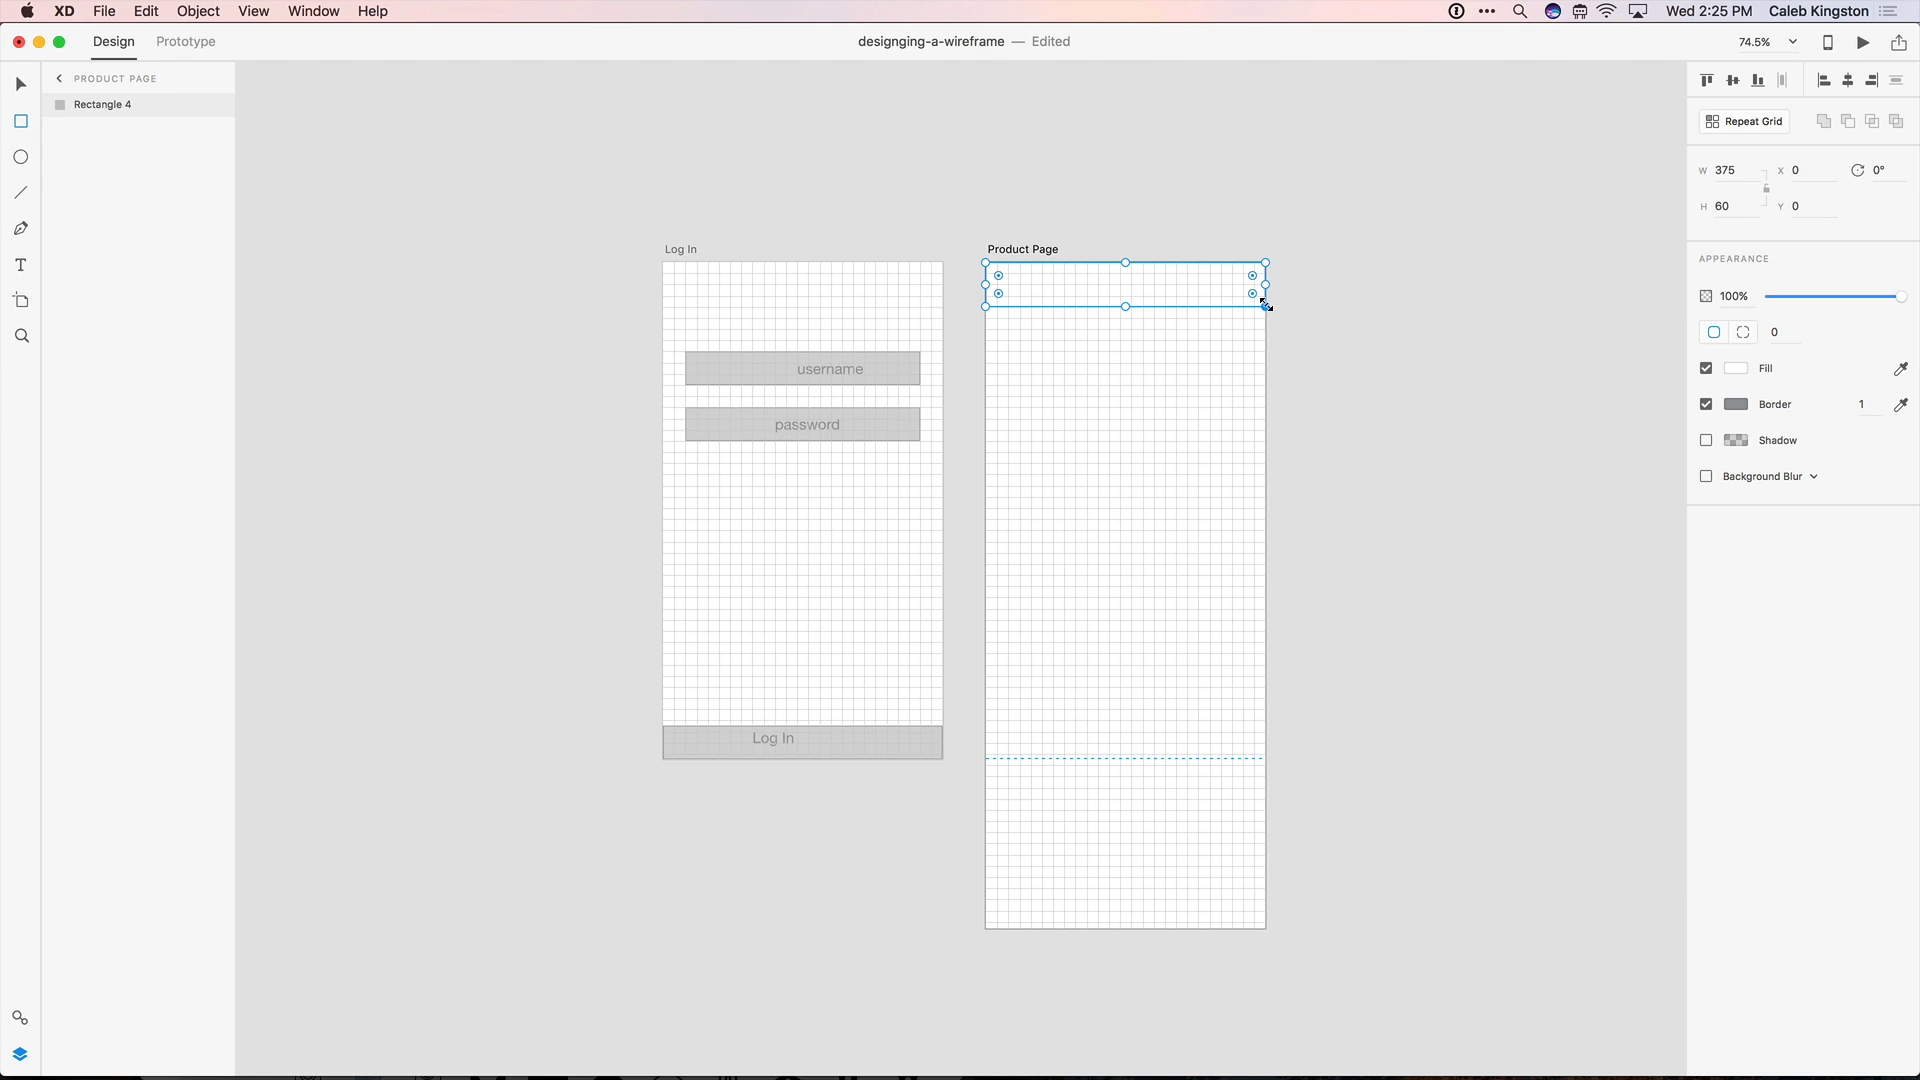 XD File Edit Object View Window Help
Wed 2:25 PM Caleb Kingston
Design Prototype
designging-a-wireframe — Edited
74.5%
PRODUCT PAGE
Rectangle 4
Repeat Grid
W 375 X 0 0°
H 60 Y 0
APPEARANCE
100%
0
Fill
Border 1
Shadow
Background Blur
Log In
username
password
Log In
Product Page